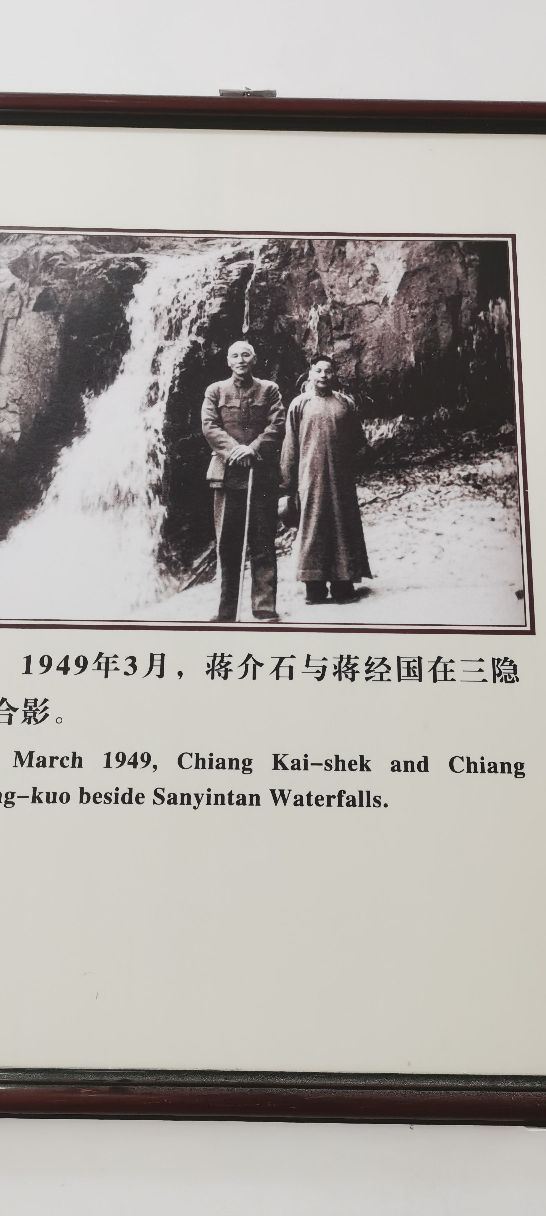 1949年3月，蒋介石与蒋经国在三隐
合影。
March 1949, Chiang Kai-shek and Chiang
ng-kuo beside Sanyintan Waterfalls.